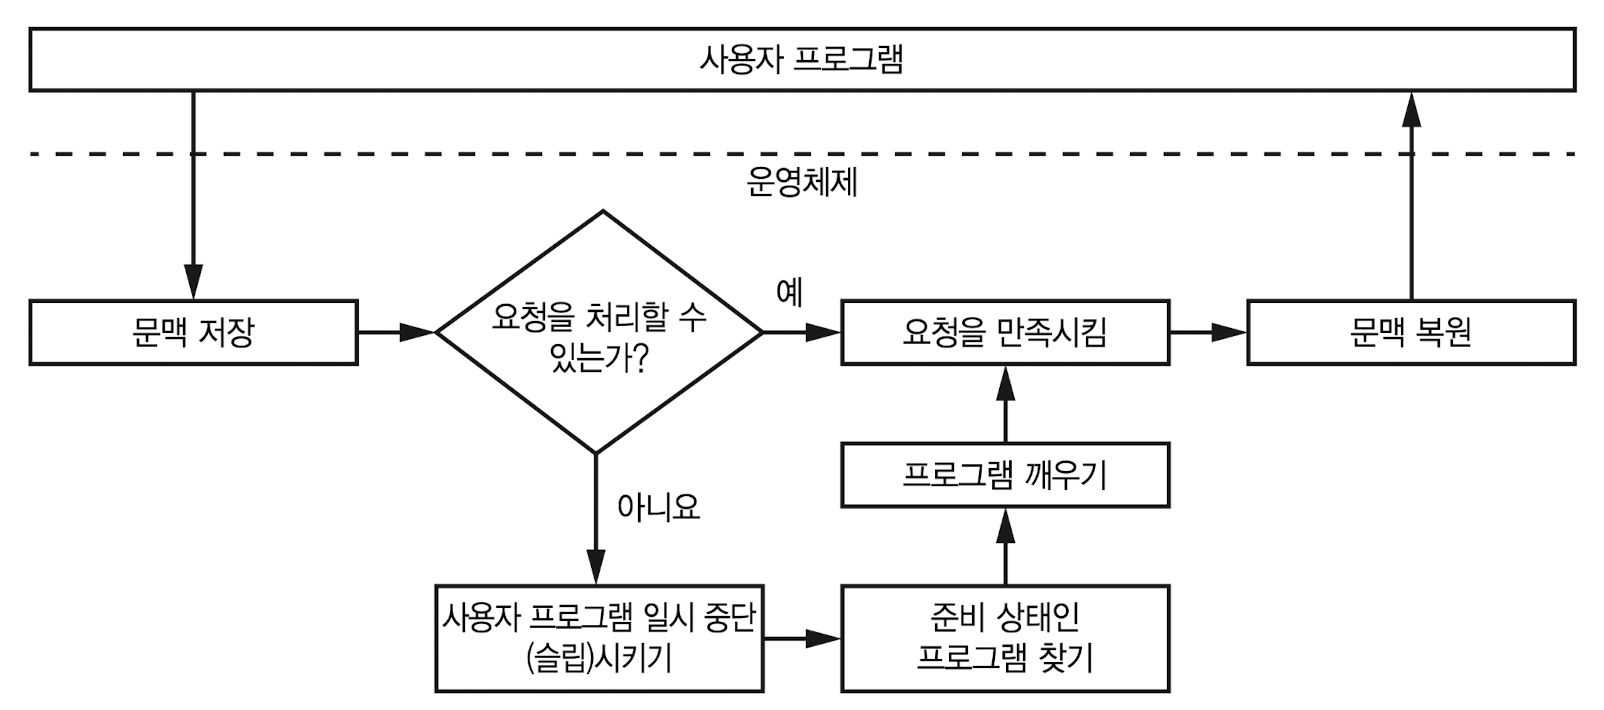 사용자 프로그램
운영체제
문맥 저장
요청을 처리할 수
있는가?
예
요청을 만족시킴
문맥 복원
프로그램 깨우기
아니요
사용자 프로그램 일시 중단
(슬립)시키기
준비 상태인
프로그램 찾기